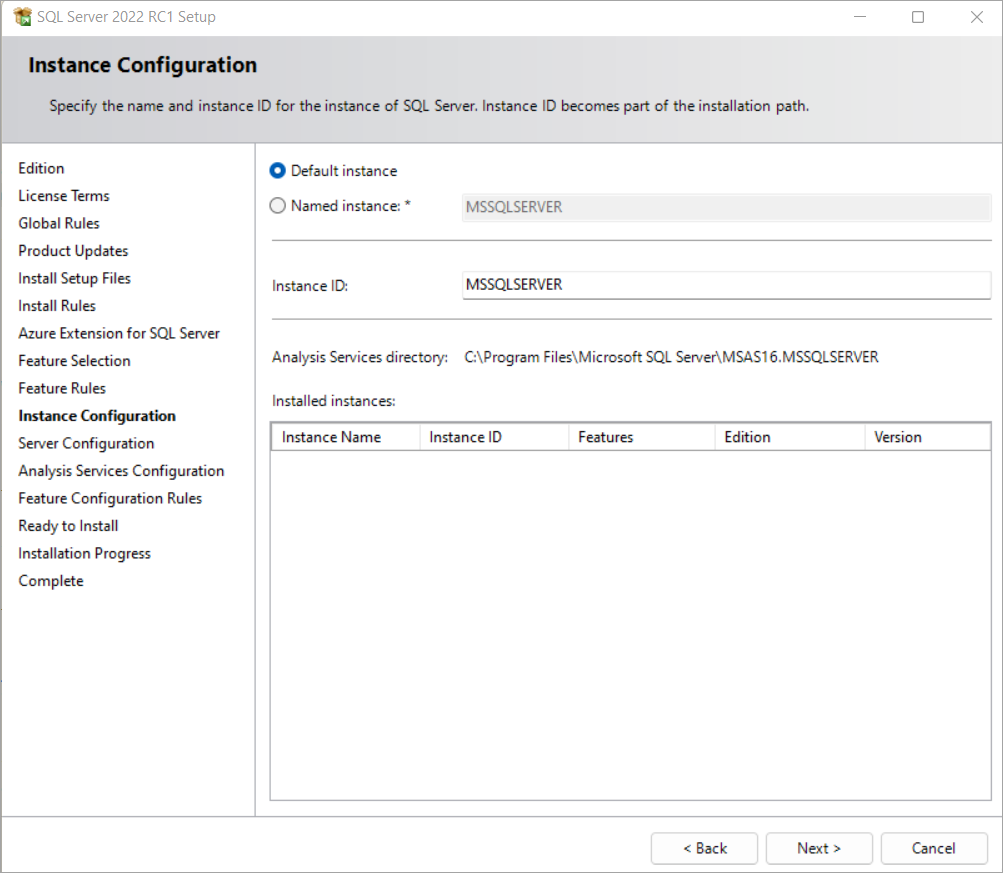 SQL Server 2022 RC1 Setup
Instance Configuration
Specify the name and instance ID for the instance of SQL Server. Instance ID becomes part of the installation path.
Edition
License Terms
Global Rules
Product Updates
Install Setup Files
Install Rules
Azure Extension for SQL Server
Feature Selection
Feature Rules
Instance Configuration
Server Configuration
Analysis Services Configuration
Feature Configuration Rules
Ready to Install
Installation Progress
Complete
Default instance
Named instance: * MSSQLSERVER
Instance ID: MSSQLSERVER
Analysis Services directory: C:\Program Files\Microsoft SQL Server\MSAS16.MSSQLSERVER
Installed instances:
Instance Name Instance ID Features Edition Version
< Back Next > Cancel